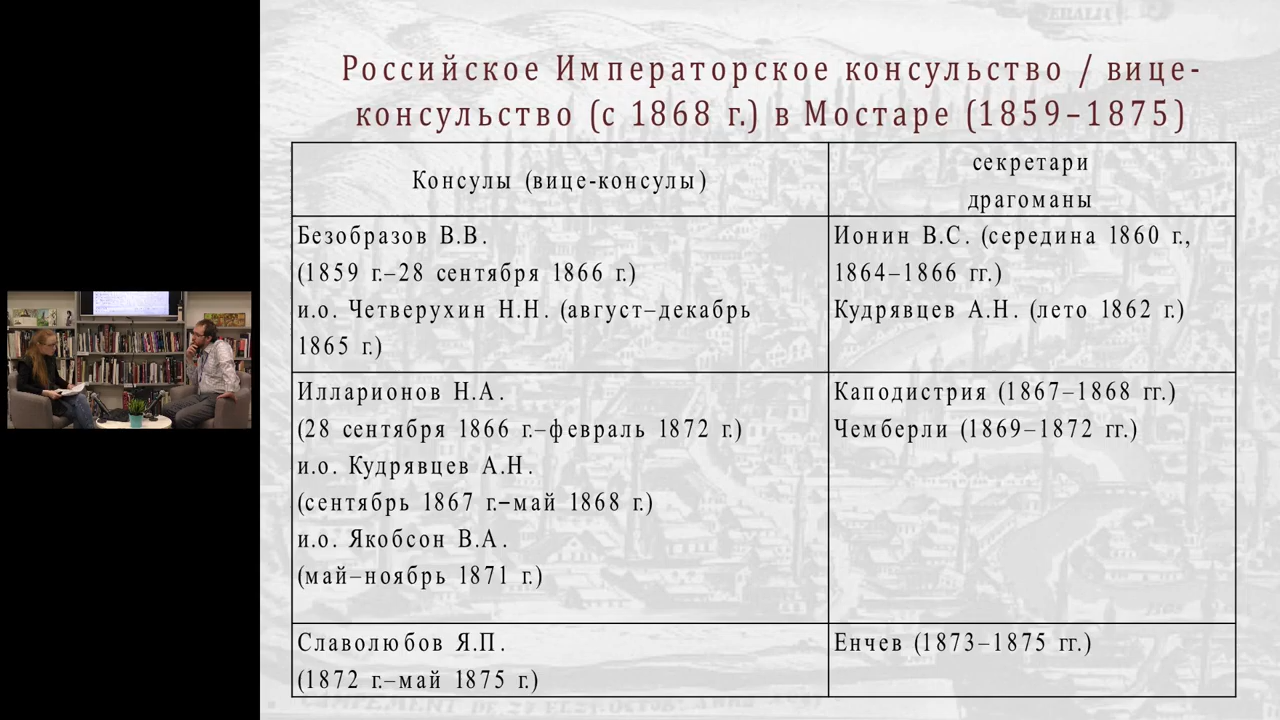 Российское Императорское консульство / вице-
консульство (с 1868 г.) в Мостаре (1859–1875)
Консулы (вице-консулы)
секретари
драгоманы
Безобразов В.В.
(1859 г.–28 сентября 1866 г.)
и.о. Четверухин Н.Н. (август–декабрь
1865 г.)
Ионин В.С. (середина 1860 г.,
1864–1866 гг.)
Кудрявцев А.Н. (лето 1862 г.)
Илларионов Н.А.
(28 сентября 1866 г.–февраль 1872 г.)
и.о. Кудрявцев А.Н.
(сентябрь 1867 г.–май 1868 г.)
и.о. Якобсон В.А.
(май–ноябрь 1871 г.)
Каподистрия (1867–1868 гг.)
Чемберли (1869–1872 гг.)
Славолюбов Я.П.
(1872 г.–май 1875 г.)
Енчев (1873–1875 гг.)